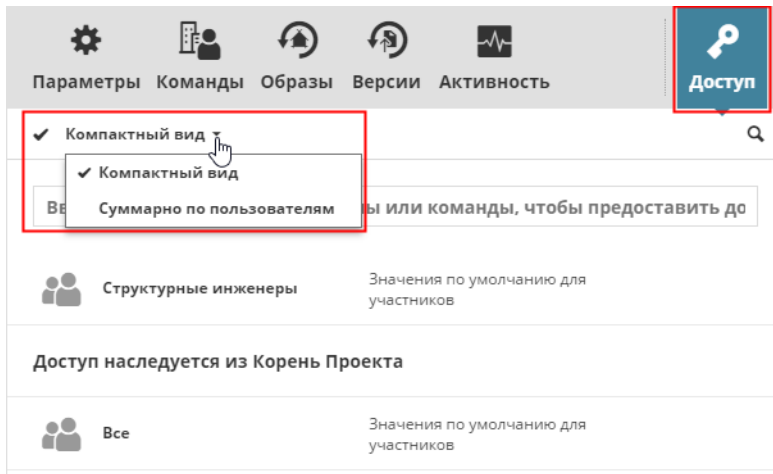 Параметры Команды Образы Версии Активность Доступ
Компактный вид
Компактный вид
Суммарно по пользователям
или команды, чтобы предоставить до
Структурные инженеры
Значения по умолчанию для
участников
Доступ наследуется из Корень Проекта
Все
Значения по умолчанию для
участников